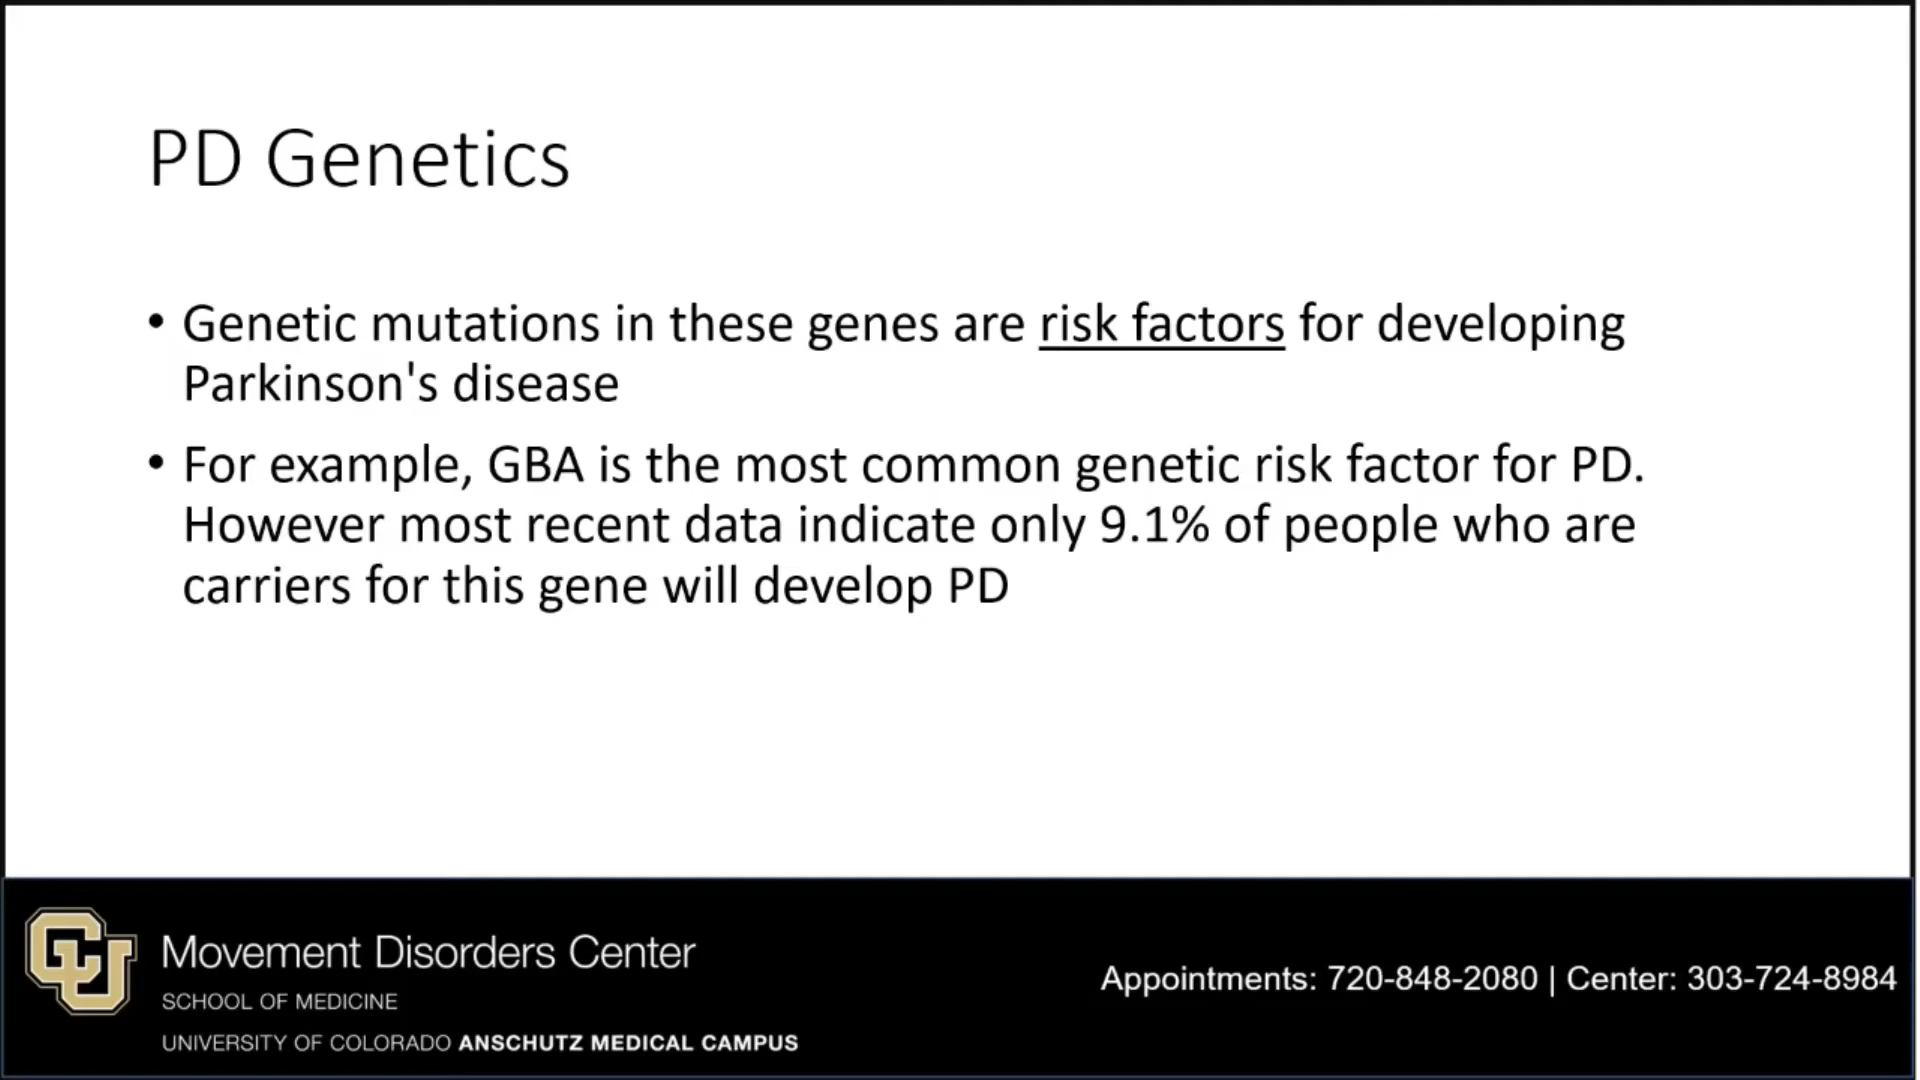 PD Genetics
• Genetic mutations in these genes are risk factors for developing
Parkinson's disease
• For example, GBA is the most common genetic risk factor for PD.
However most recent data indicate only 9.1% of people who are
carriers for this gene will develop PD
CU
Movement Disorders Center
SCHOOL OF MEDICINE
UNIVERSITY OF COLORADO ANSCHUTZ MEDICAL CAMPUS
Appointments: 720-848-2080 | Center: 303-724-8984